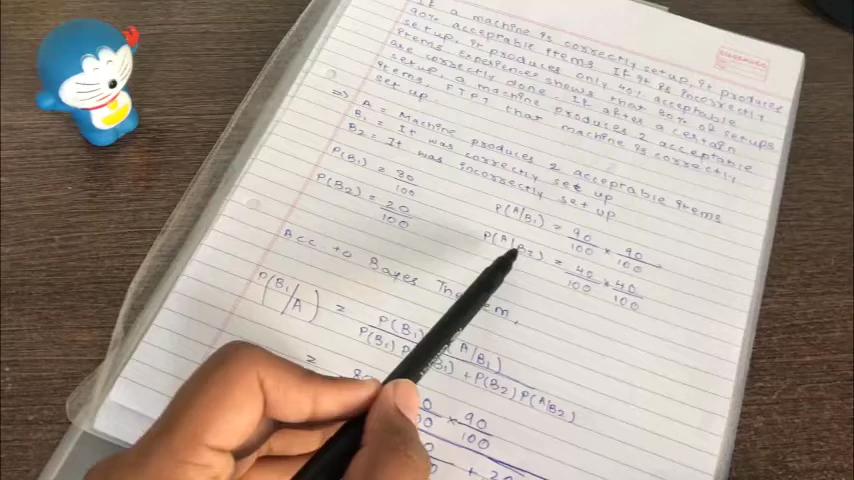 If a machine is correctly setup, it produces
90% acceptable items If it is incorrectly
setup, it produces only 40% acceptable
items. Experience shows that 80% of setups
are correctly done. If after a certain
setup, a machine produces 2 acceptable
items, FTPT that machine is correctly
set up
⇒ A = Machine produces 2 acceptable items
B₁ = It was correctly set up
B₂ = It was incorrectly set up
P(B₁) = 80/100
P(A/B₁) = 90/100 × 90/100
P(B₂) = 20/100
P(A/B₂) = 40/100 × 40/100
Acc to Bayes
P(B₁/A) = P(B₁) (A/B₁)
P(B₁) P( B₁) + P(B₂) P(A/B₂)
=
× 90/100
+